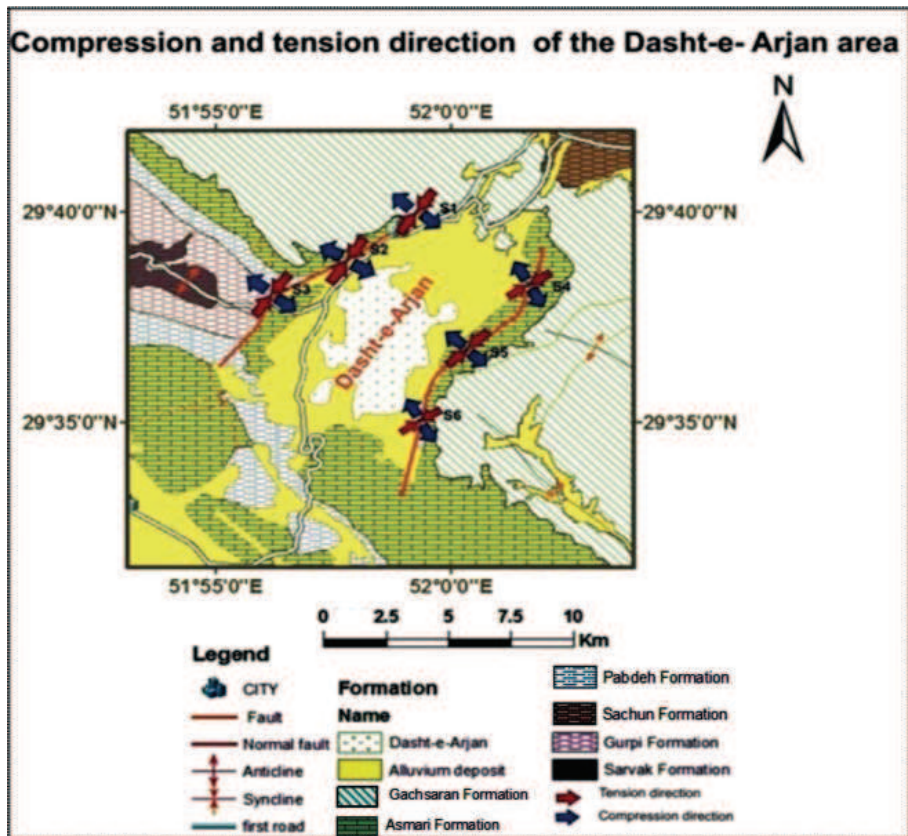 Compression and tension direction of the Dasht-e- Arjan area
N
51°55'0"E 52°0'0"E
29°40'0"N 29°40'0"N
S1
S2
S3
S4
Dasht-e-Arjan
S5
S6
29°35'0"N 29°35'0"N
51°55'0"E 52°0'0"E
0 2.5 5 7.5 10
Km
Legend
CITY
Fault
Normal fault
Anticline
Syncline
first road
Formation
Name
Dasht-e-Arjan
Alluvium deposit
Gachsaran Formation
Asmari Formation
Pabdeh Formation
Sachun Formation
Gurpi Formation
Sarvak Formation
Tension direction
Compression direction